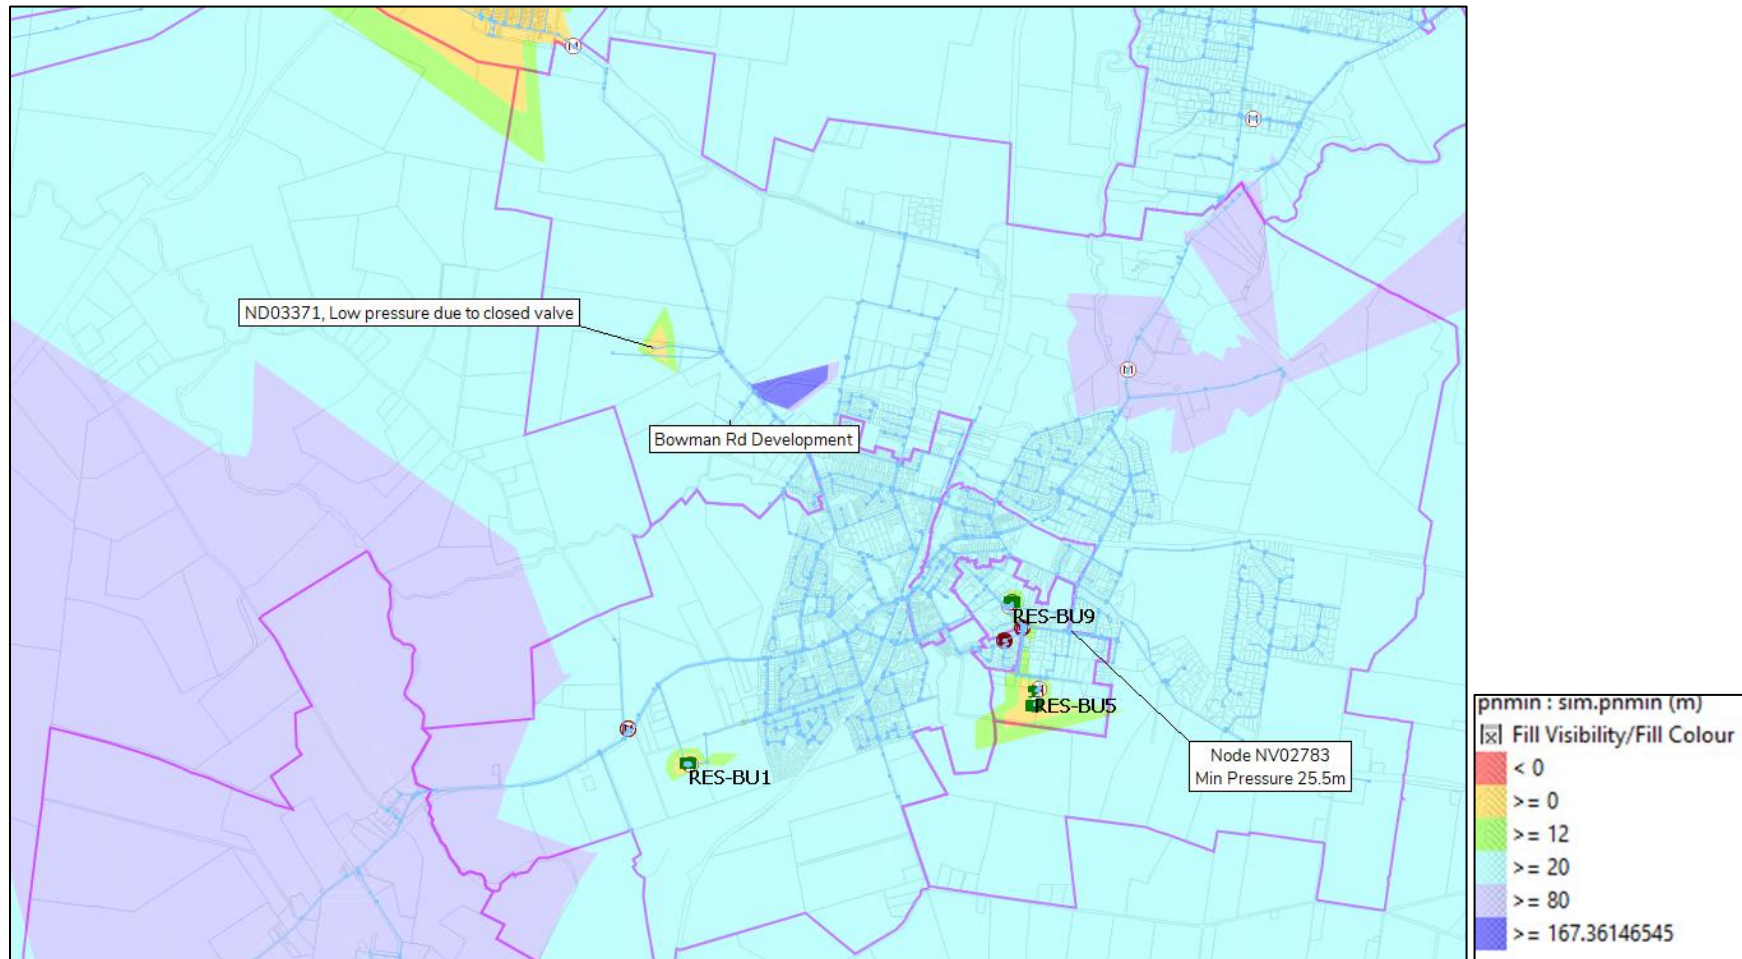 ND03371, Low pressure due to closed valve
Bowman Rd Development
RES-BU9
RES-BU5
Node NV02783
Min Pressure 25.5m
RES-BU1
pnmin : sim.pnmin (m)
Fill Visibility/Fill Colour
< 0
>= 0
>= 12
>= 20
>= 80
>= 167.36146545